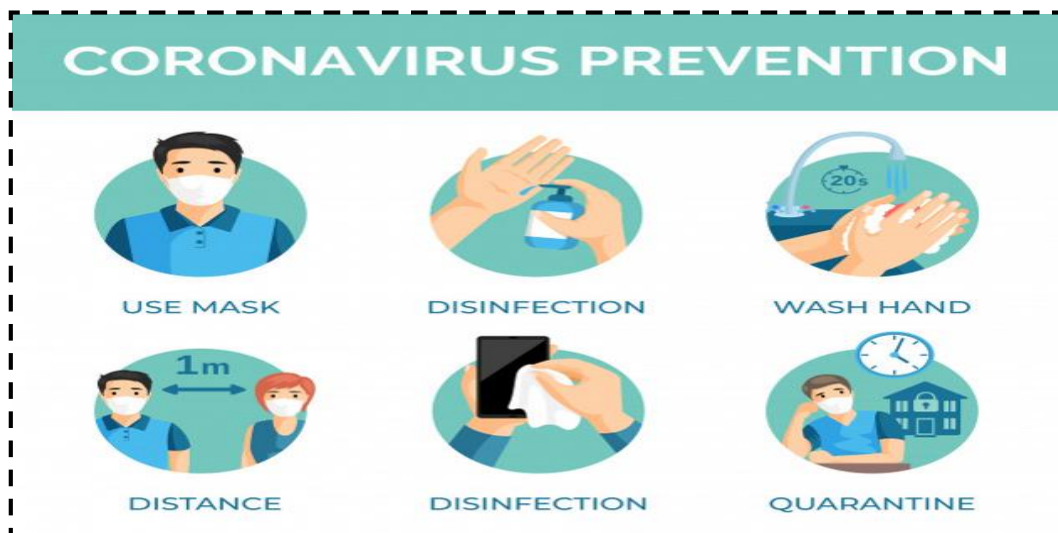 CORONAVIRUS PREVENTION
20s
USE MASK
DISINFECTION
WASH HAND
1m
DISTANCE
DISINFECTION
QUARANTINE